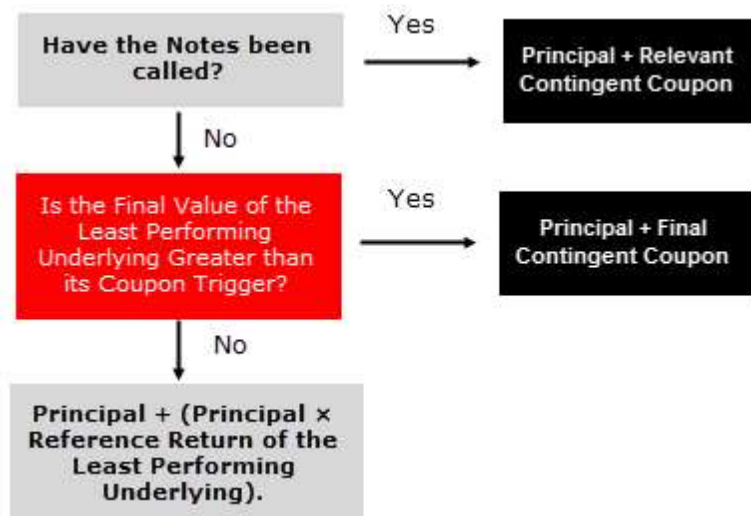 Have the Notes been
called?
Yes
Principal + Relevant
Contingent Coupon
No
Is the Final Value of the
Least Performing
Underlying Greater than
its Coupon Trigger?
Yes
Principal + Final
Contingent Coupon
No
Principal + (Principal ×
Reference Return of the
Least Performing
Underlying).